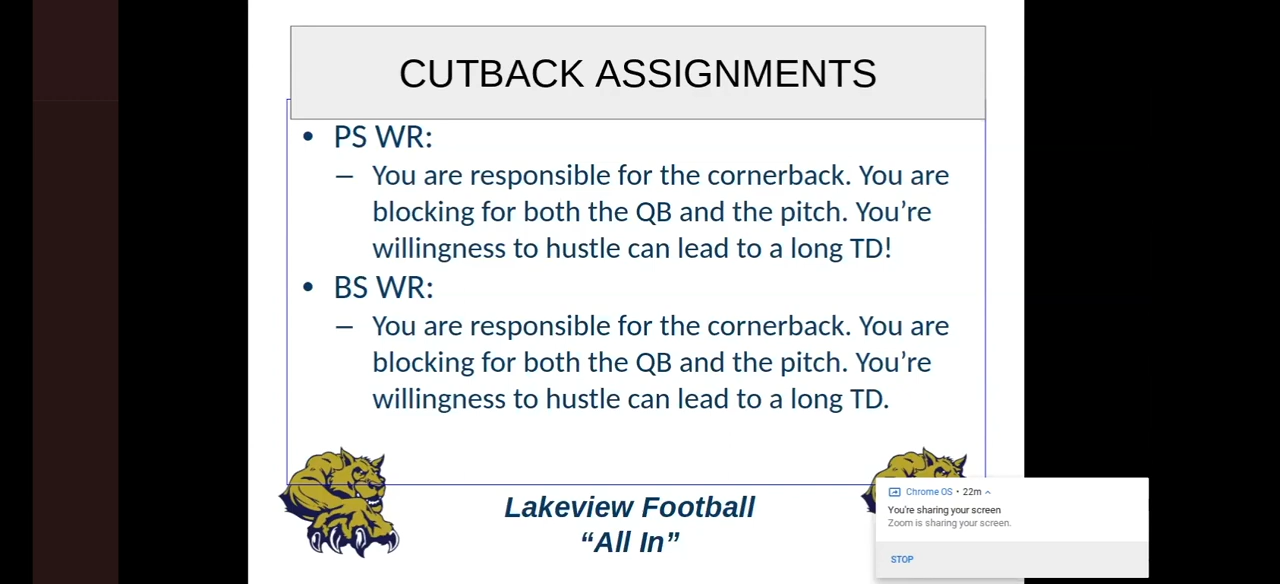 CUTBACK ASSIGNMENTS
• PS WR:
– You are responsible for the cornerback. You are
blocking for both the QB and the pitch. You’re
willingness to hustle can lead to a long TD!
• BS WR:
– You are responsible for the cornerback. You are
blocking for both the QB and the pitch. You’re
willingness to hustle can lead to a long TD.
Lakeview Football
“All In”
Chrome OS • 22m
You're sharing your screen
Zoom is sharing your screen.
STOP